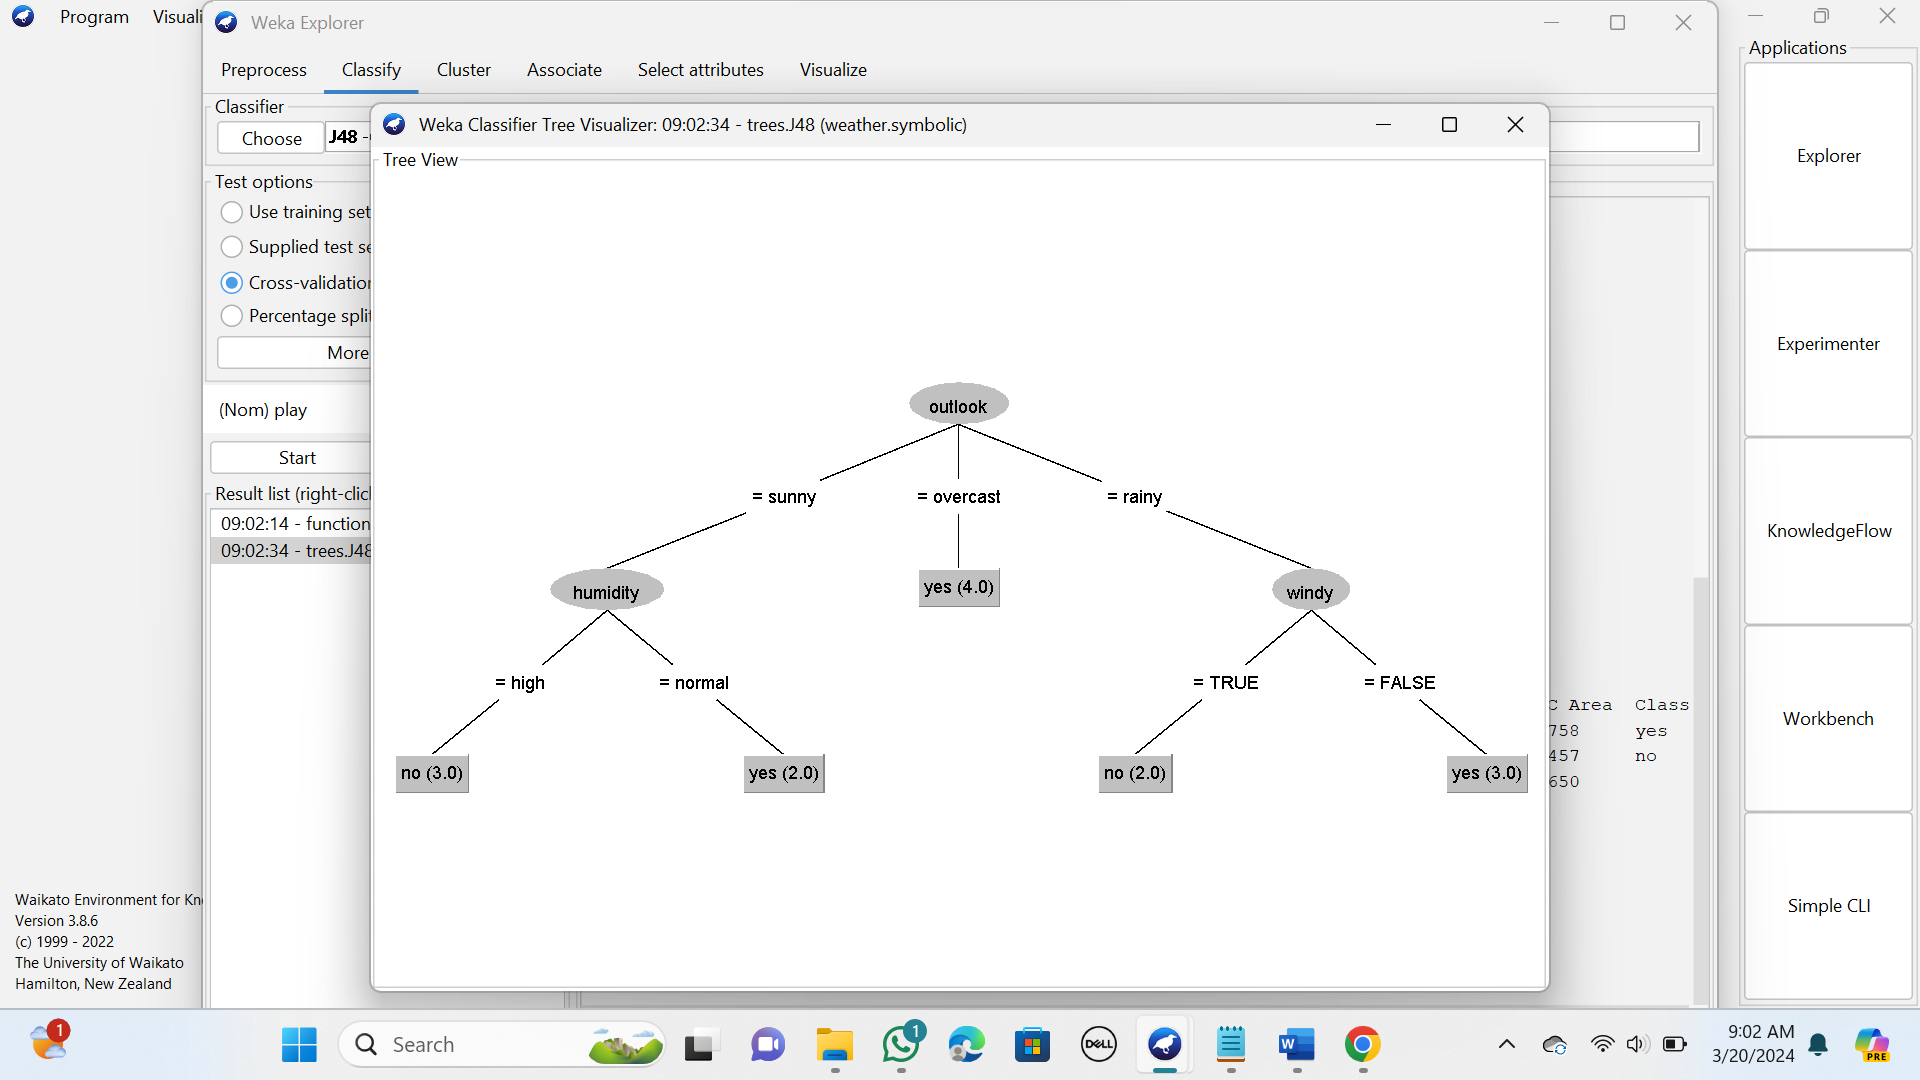 Program
Visuali
Weka Explorer
Applications
Preprocess
Classify
Cluster
Associate
Select attributes
Visualize
Classifier
Choose
J48 -
Weka Classifier Tree Visualizer: 09:02:34 - trees.J48 (weather.symbolic)
Tree View
Test options
Use training set
Supplied test se
Cross-validation
Percentage split
More
(Nom) play
Start
Result list (right-clic
09:02:14 - function
09:02:34 - trees.J48
outlook
= sunny
= overcast
= rainy
humidity
yes (4.0)
windy
= high
= normal
= TRUE
= FALSE
no (3.0)
yes (2.0)
no (2.0)
yes (3.0)
C Area Class
758 yes
457 no
650
Explorer
Experimenter
KnowledgeFlow
Workbench
Simple CLI
Waikato Environment for Kn
Version 3.8.6
(c) 1999 - 2022
The University of Waikato
Hamilton, New Zealand
1
Search
1
DELL
W
9:02 AM
3/20/2024
PRE